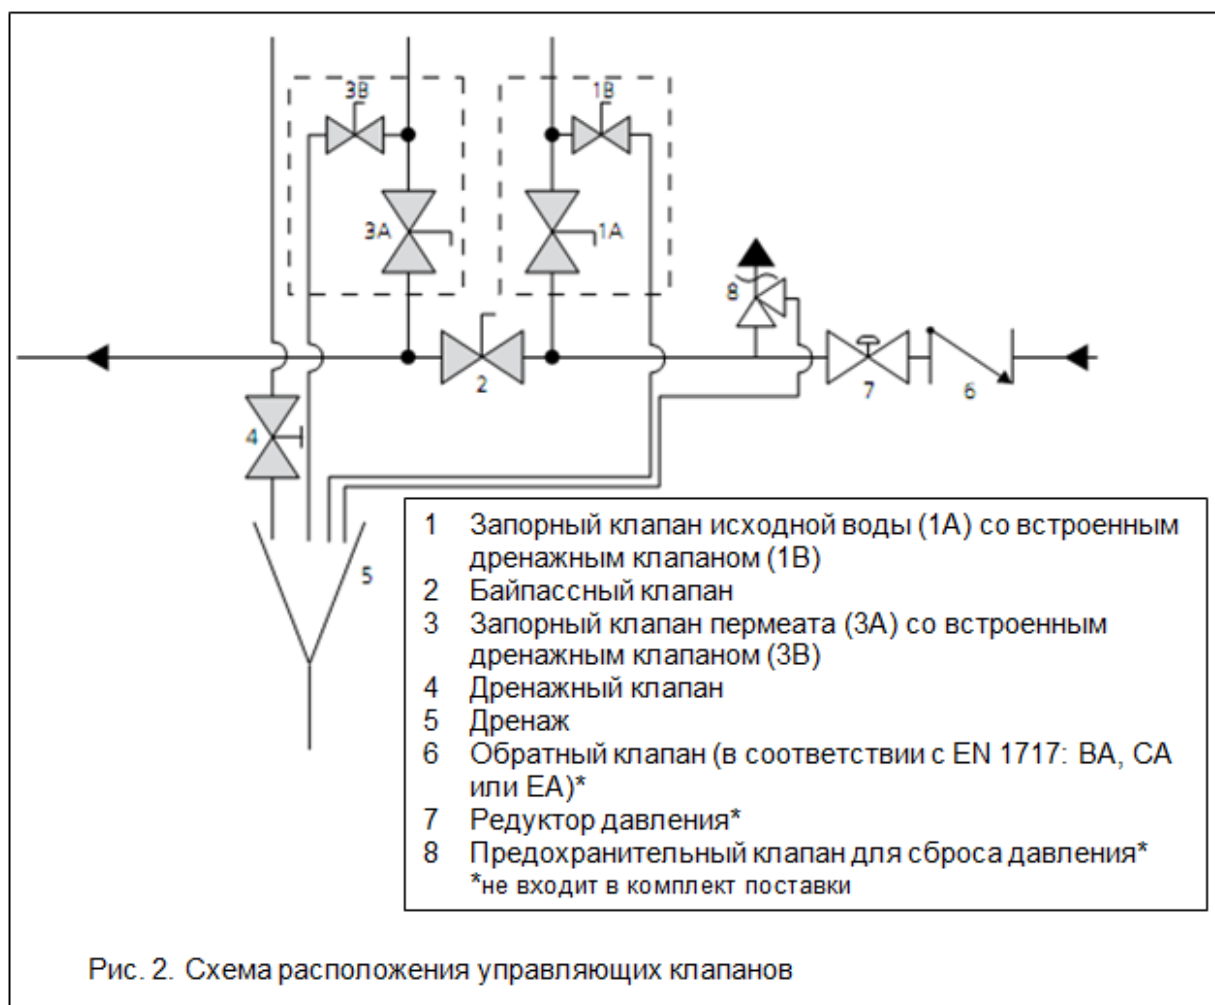 3B
1B
3A
1A
8
2
7
6
4
5
1 Запорный клапан исходной воды (1А) со встроенным
дренажным клапаном (1В)
2 Байпассный клапан
3 Запорный клапан пермеата (3А) со встроенным
дренажным клапаном (3В)
4 Дренажный клапан
5 Дренаж
6 Обратный клапан (в соответствии с EN 1717: BA, CA
или EA)*
7 Редуктор давления*
8 Предохранительный клапан для сброса давления*
*не входит в комплект поставки
Рис. 2. Схема расположения управляющих клапанов